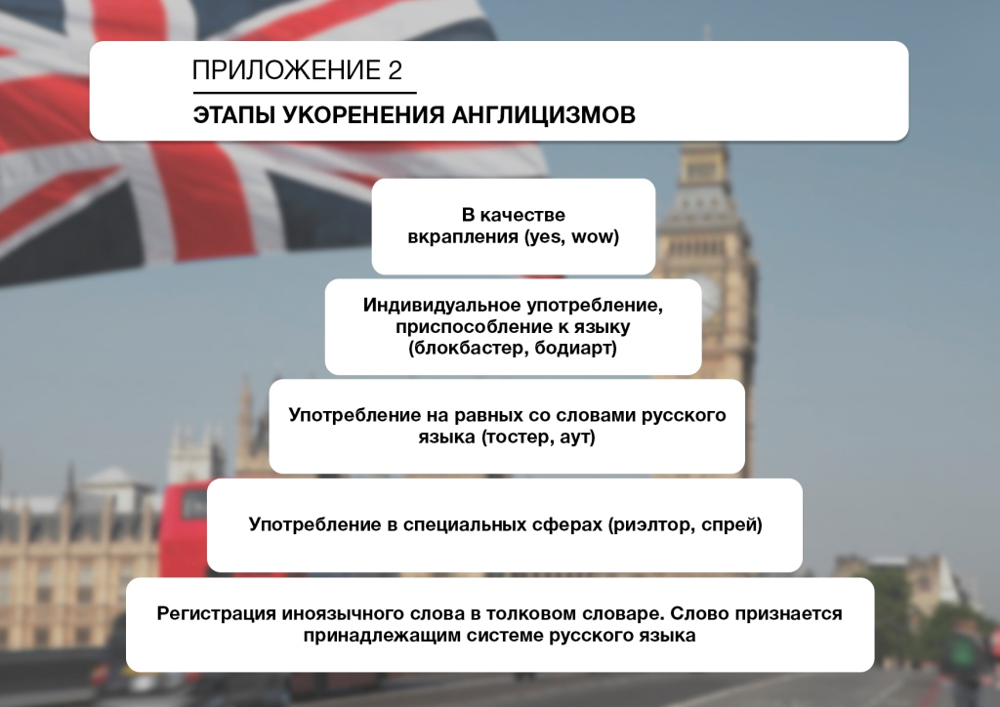 ПРИЛОЖЕНИЕ 2
ЭТАПЫ УКОРЕНЕНИЯ АНГЛИЦИЗМОВ
В качестве
вкрапления (yes, wow)
Индивидуальное употребление,
приспособление к языку
(блокбастер, бодиарт)
Употребление на равных со словами русского
языка (тостер, аут)
Употребление в специальных сферах (риэлтор, спрей)
Регистрация иноязычного слова в толковом словаре. Слово признается
принадлежащим системе русского языка